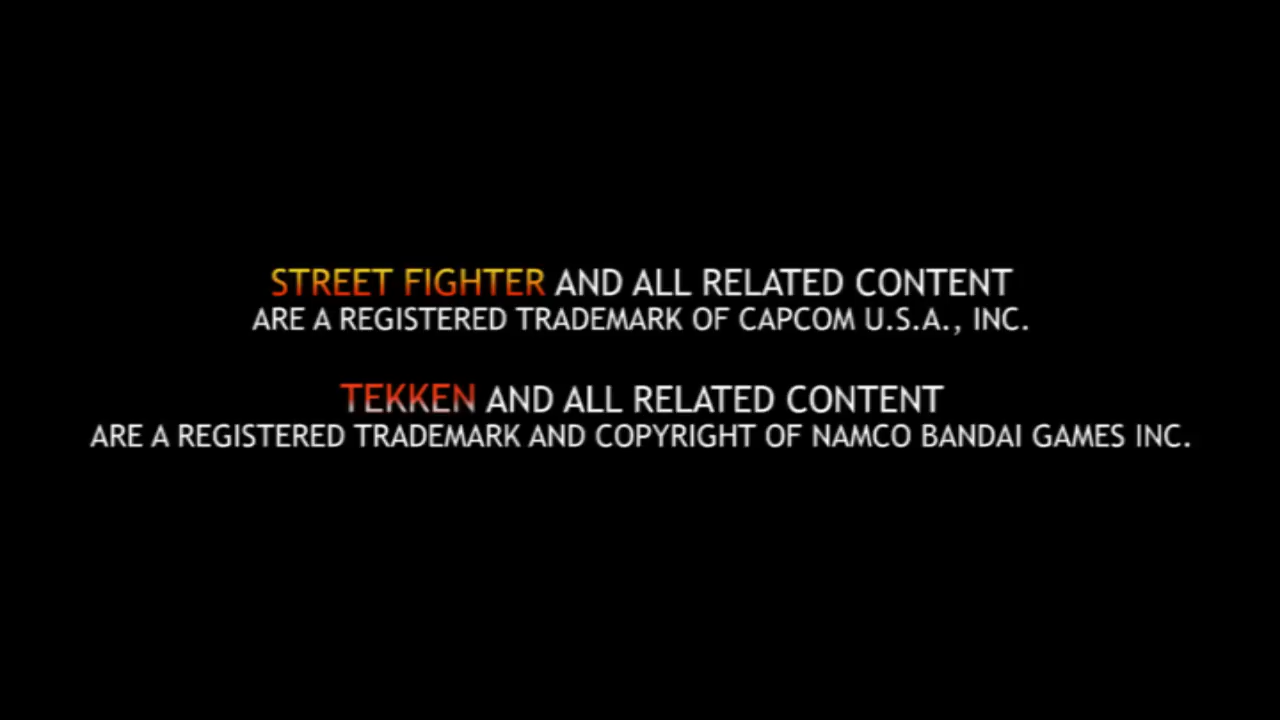 STREET FIGHTER AND ALL RELATED CONTENT
ARE A REGISTERED TRADEMARK OF CAPCOM U.S.A., INC.
TEKKEN AND ALL RELATED CONTENT
ARE A REGISTERED TRADEMARK AND COPYRIGHT OF NAMCO BANDAI GAMES INC.